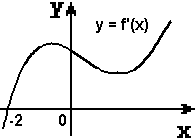 y
y = f'(x)
-2
0
x